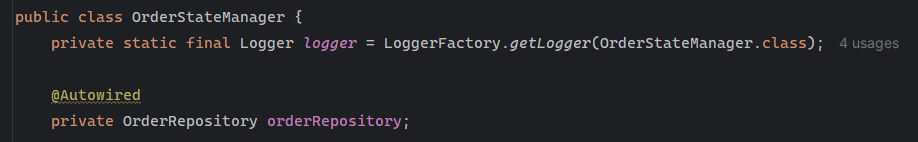 public class OrderStateManager {
private static final Logger logger = LoggerFactory.getLogger(OrderStateManager.class); 4 usages
@Autowired
private OrderRepository orderRepository;